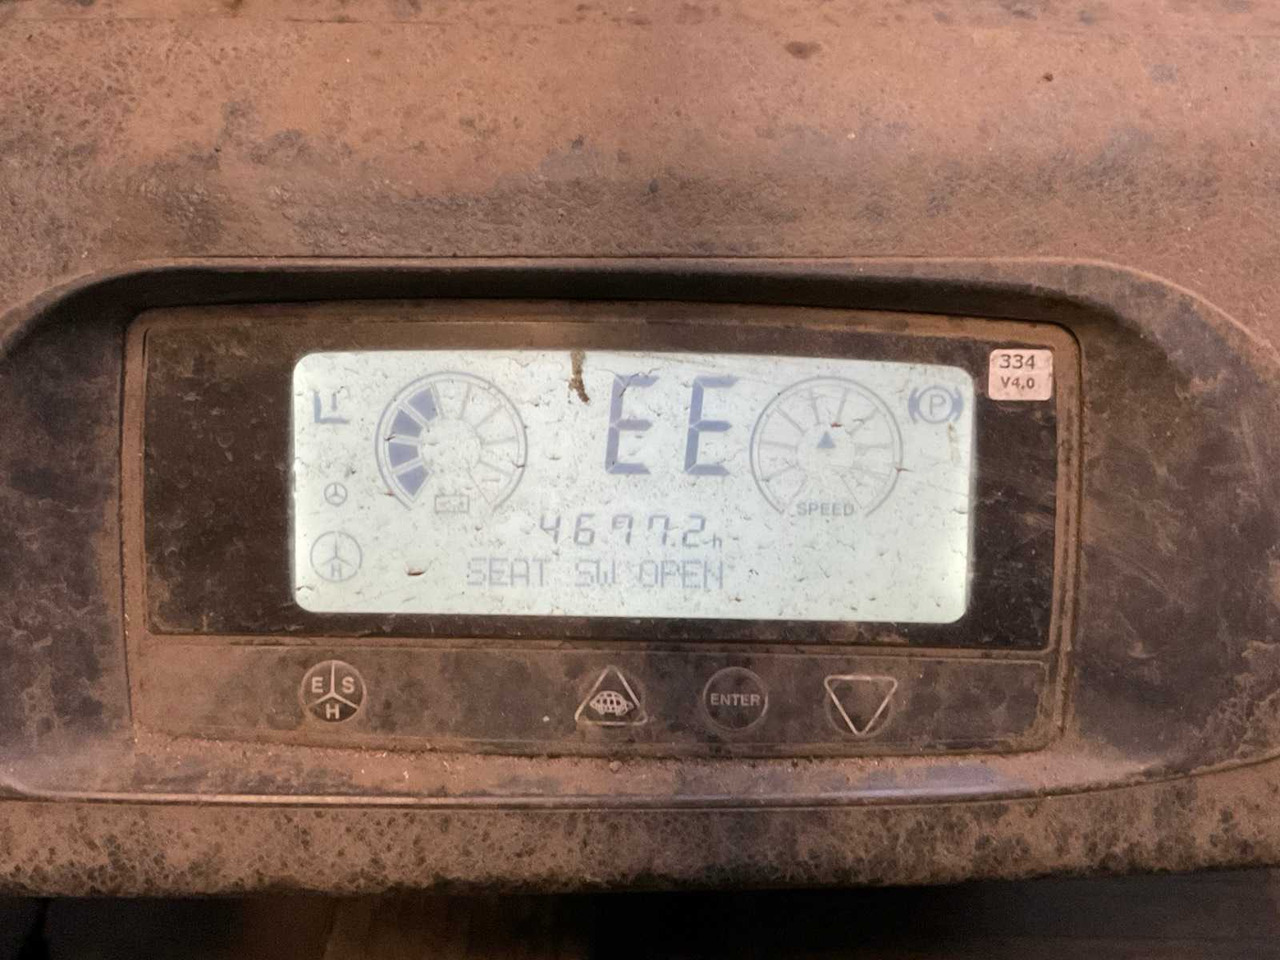 334
V4.0
EE
P
SPEED
4677.2h
SEAT SW OPEN
H
E S
H
ENTER